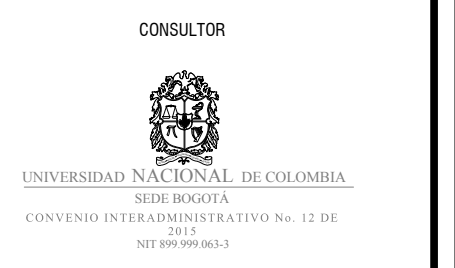 CONSULTOR
UNIVERSIDAD NACIONAL DE COLOMBIA
SEDE BOGOTÁ
CONVENIO INTERADMINISTRATIVO No. 12 DE
2015
NIT 899.999.063-3